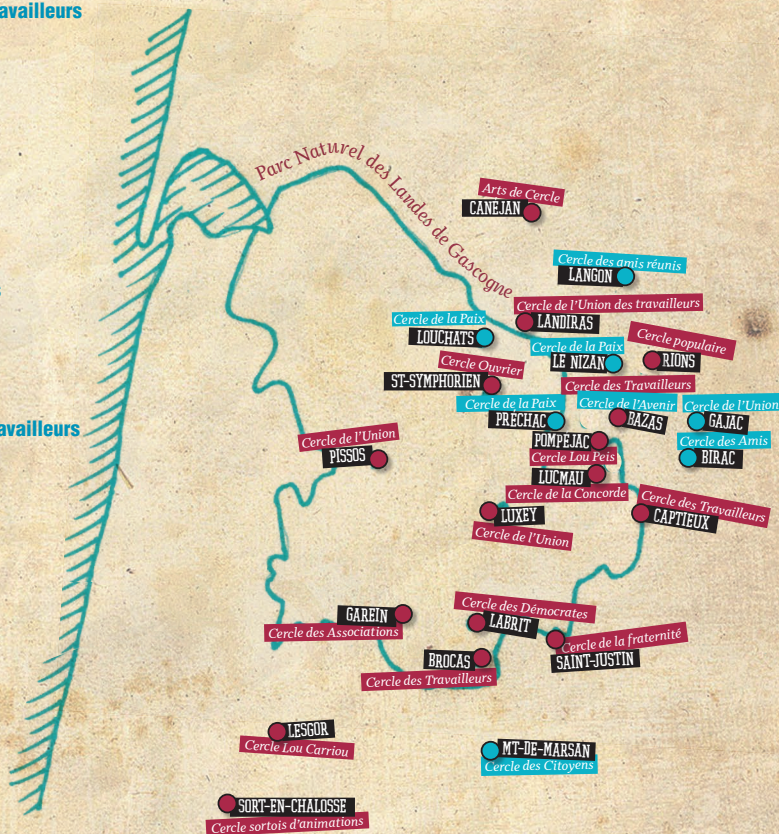 availleurs
Parc Naturel des Landes de Gascogne
Arts de Cercle
CANÉJAN
Cercle des amis réunis
LANGON
Cercle de l'Union des travailleurs
LANDIRAS
Cercle de la Paix
LOUCHATS
Cercle populaire
RIONS
Cercle de la Paix
LE NIZAN
Cercle des Travailleurs
Cercle Ouvrier
ST-SYMPHORIEN
Cercle de la Paix
PRÉCHAC
Cercle de l'Avenir
BAZAS
Cercle de l'Union
GAJAC
availleurs
Cercle de l'Union
PISSOS
POMPÉJAC
Cercle Lou Peis
Cercle des Amis
BIRAC
LUCMAU
Cercle de la Concorde
LUXEY
Cercle de l'Union
Cercle des Travailleurs
CAPTIEUX
GAREIN
Cercle des Associations
Cercle des Démocrates
LABRIT
Cercle de la fraternité
SAINT-JUSTIN
BROCAS
Cercle des Travailleurs
LESGOR
Cercle Lou Carriou
MT-DE-MARSAN
Cercle des Citoyens
SORT-EN-CHALOSSE
Cercle sortois d'animations